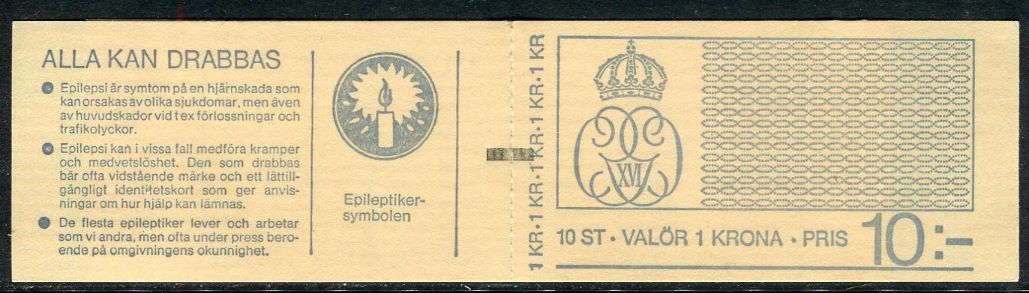 ALLA KAN DRABBAS
● Epilepsi är symtom på en hjärnskada som
kan orsakas av olika sjukdomar, men även
av huvudskador vid t ex förlossningar och
trafikolyckor.
● Epilepsi kan i vissa fall medföra kramper
och medvetslöshet. Den som drabbas
bär ofta vidstående märke och ett lättill-
gängligt identitetskort som ger anvis-
ningar om hur hjälp kan lämnas.
● De flesta epileptiker lever och arbetar
som vi andra, men ofta under press bero-
ende på omgivningens okunnighet.
Epileptiker-
symbolen
1 KR·1 KR·1 KR·1 KR·1 KR·1 KR
XVI
10 ST · VALÖR 1 KRONA · PRIS 10:-